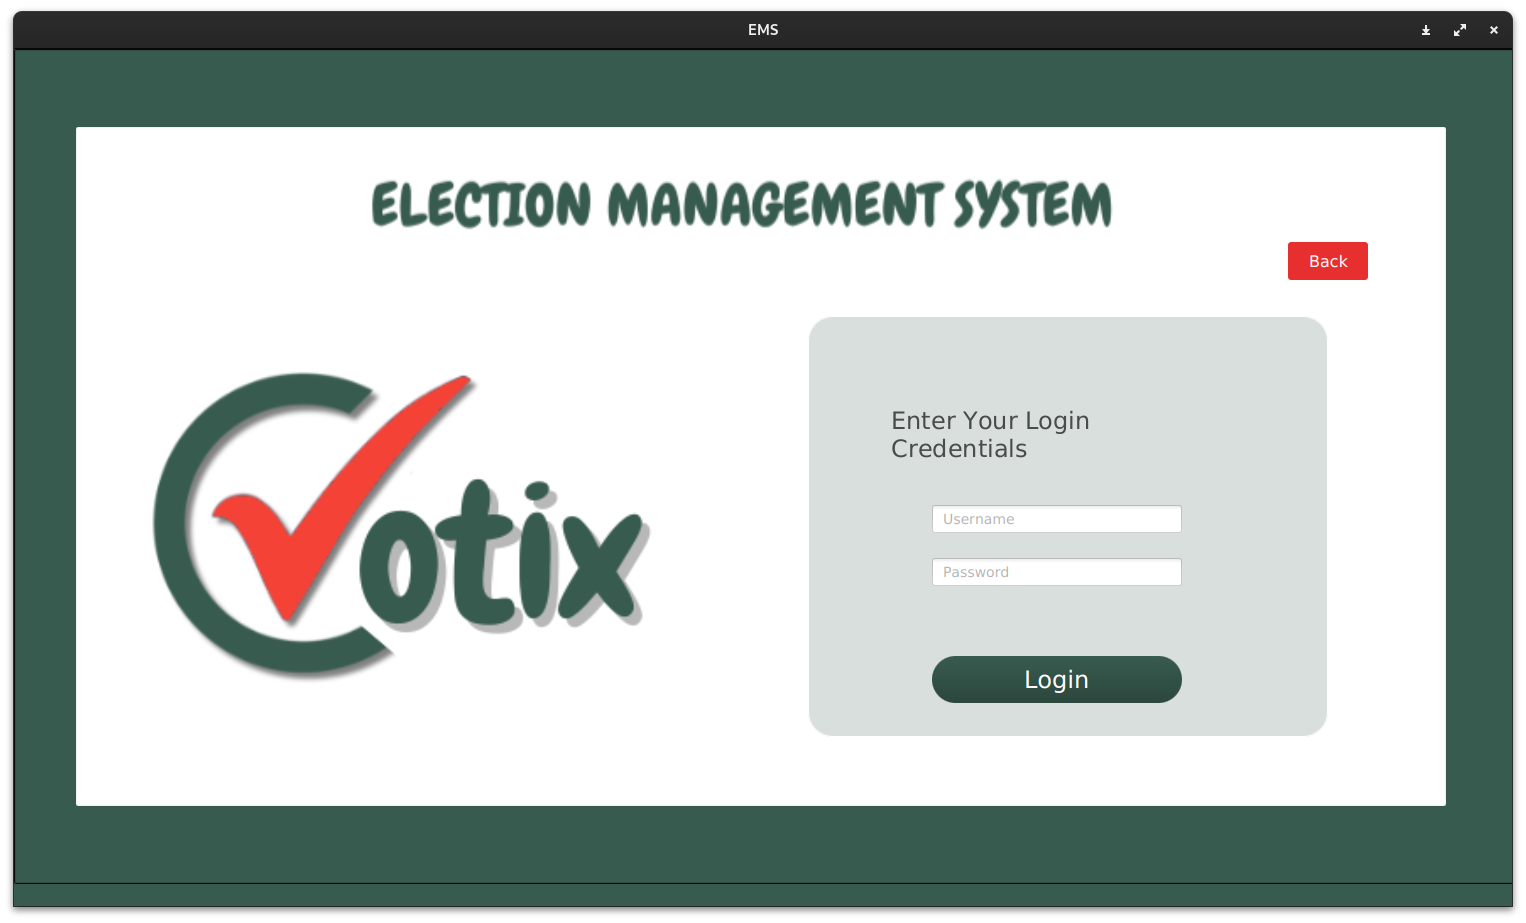 EMS
ELECTION MANAGEMENT SYSTEM
Back
Votix
Enter Your Login
Credentials
Username
Password
Login